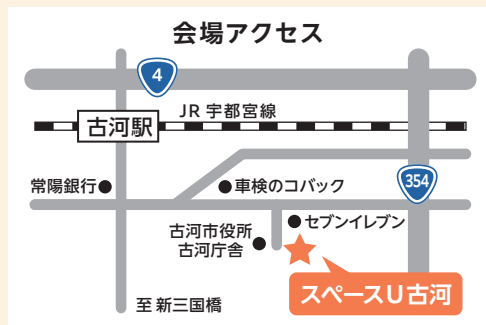 会場アクセス
4
JR 宇都宮線
古河駅
354
常陽銀行
車検のコバック
セブンイレブン
古河市役所
古河庁舎
スペースU古河
至 新三国橋